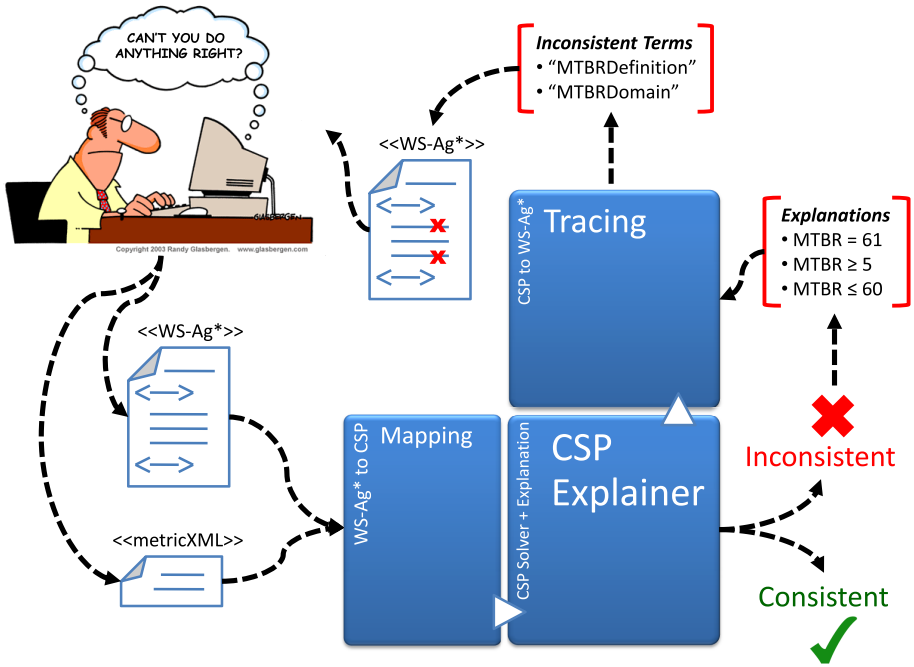 CAN'T YOU DO
ANYTHING RIGHT?
GLASBERGEN
Copyright 2003 Randy Glasbergen. www.glasbergen.com
Inconsistent Terms
• “MTBRDefinition”
• “MTBRDomain”
<<WS-Ag*>>
CSP to WS-Ag*
Tracing
Explanations
• MTBR = 61
• MTBR ≥ 5
• MTBR ≤ 60
<<WS-Ag*>>
<<metricXML>>
WS-Ag* to CSP
Mapping
CSP Solver + Explanation
CSP
Explainer
Inconsistent
Consistent